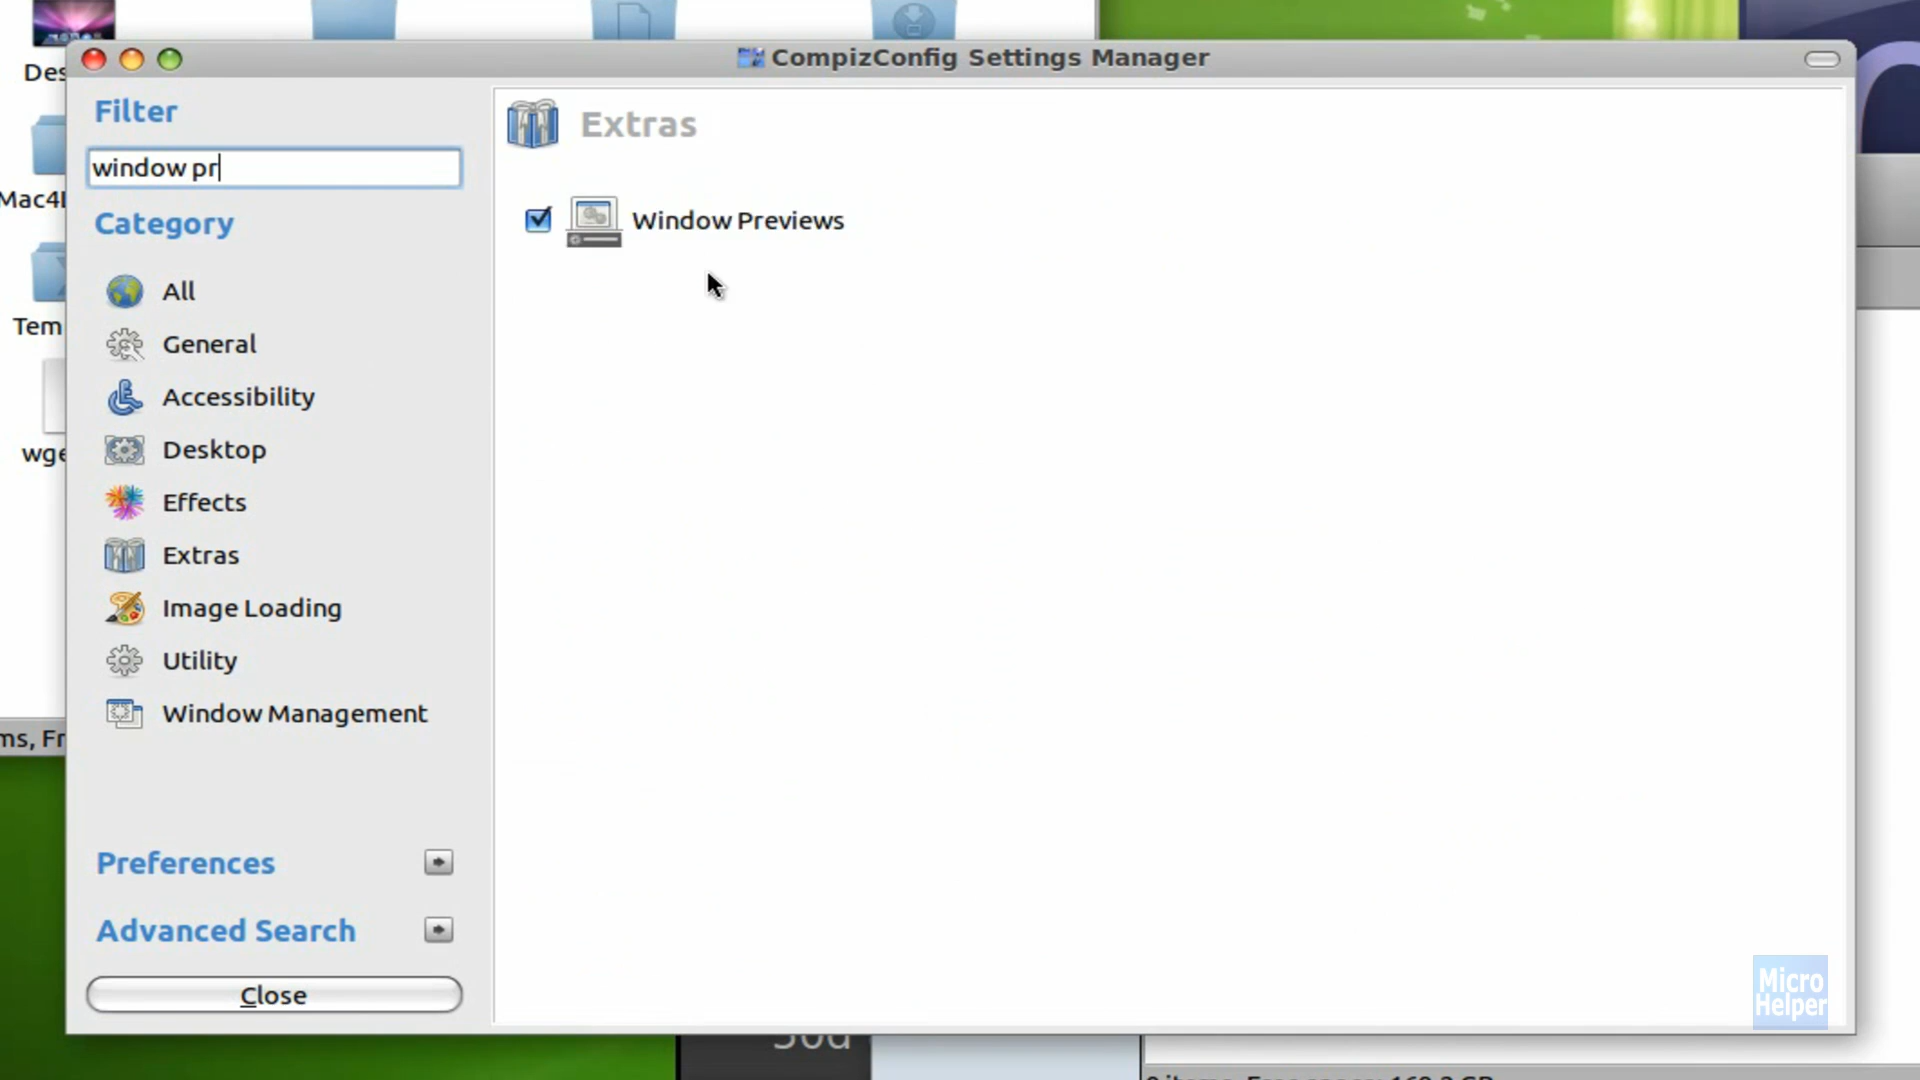 CompizConfig Settings Manager
Des
Filter
Extras
window pr
Mac4L
Category
Window Previews
All
Tem
General
Accessibility
wge
Desktop
Effects
Extras
Image Loading
Utility
Window Management
ms, Fr
Preferences
Advanced Search
Close
Micro
Helper